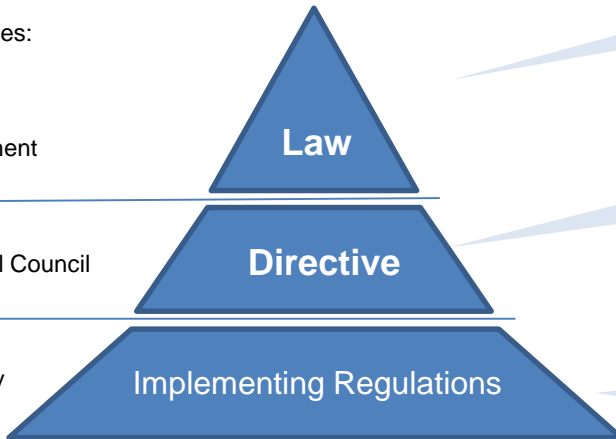 es:
Law
ment
l Council
Directive
y
Implementing Regulations